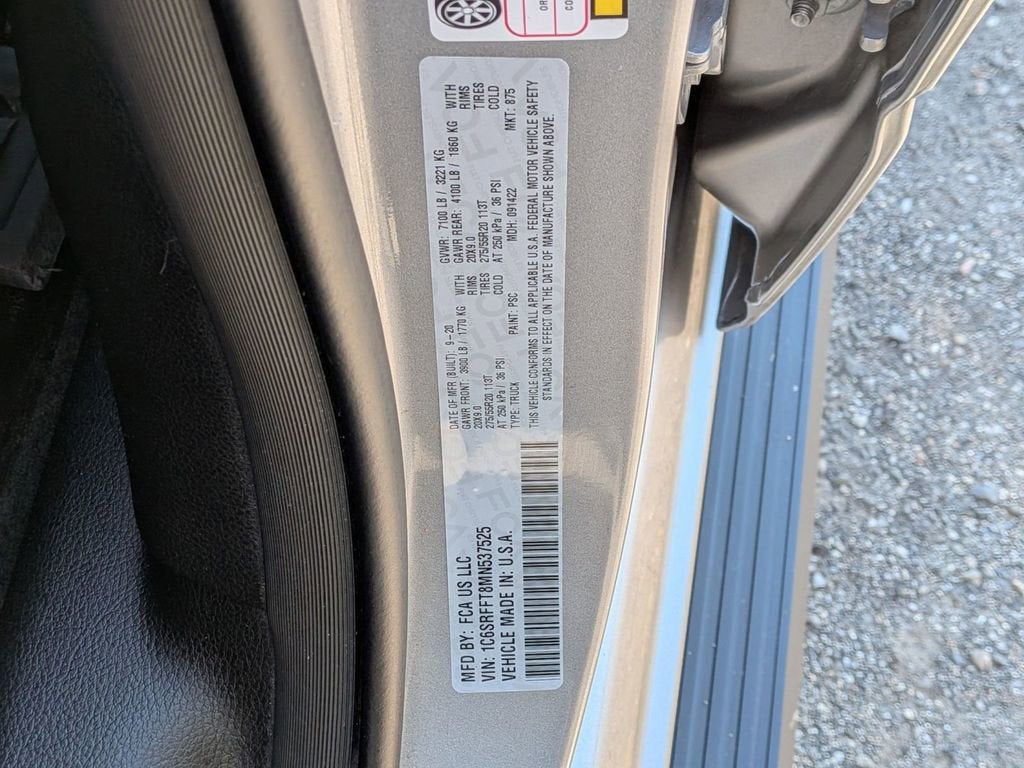 OR
CO
MFD BY: FCA US LLC
VIN: 1C6SRFFT8MN537525
VEHICLE MADE IN: U.S.A.
DATE OF MFR (BUILT): 9-20
GVWR: 7100 LB / 3221 KG
GAWR FRONT: 3900 LB / 1770 KG WITH
GAWR REAR: 4100 LB / 1860 KG WITH
20X9.0 RIMS
20X9.0 RIMS
275/55R20 113T TIRES
275/55R20 113T TIRES
AT 250 kPa / 36 PSI COLD
AT 250 kPa / 36 PSI COLD
TYPE: TRUCK PAINT: PSC MDH: 091422 MKT: 875
THIS VEHICLE CONFORMS TO ALL APPLICABLE U.S.A. FEDERAL MOTOR VEHICLE SAFETY
STANDARDS IN EFFECT ON THE DATE OF MANUFACTURE SHOWN ABOVE.